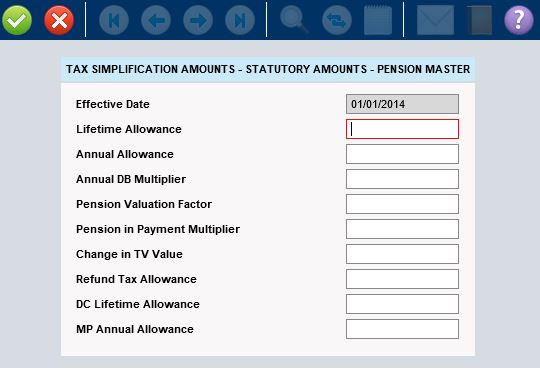 ?
TAX SIMPLIFICATION AMOUNTS - STATUTORY AMOUNTS - PENSION MASTER
Effective Date 01/01/2014
Lifetime Allowance
Annual Allowance
Annual DB Multiplier
Pension Valuation Factor
Pension in Payment Multiplier
Change in TV Value
Refund Tax Allowance
DC Lifetime Allowance
MP Annual Allowance